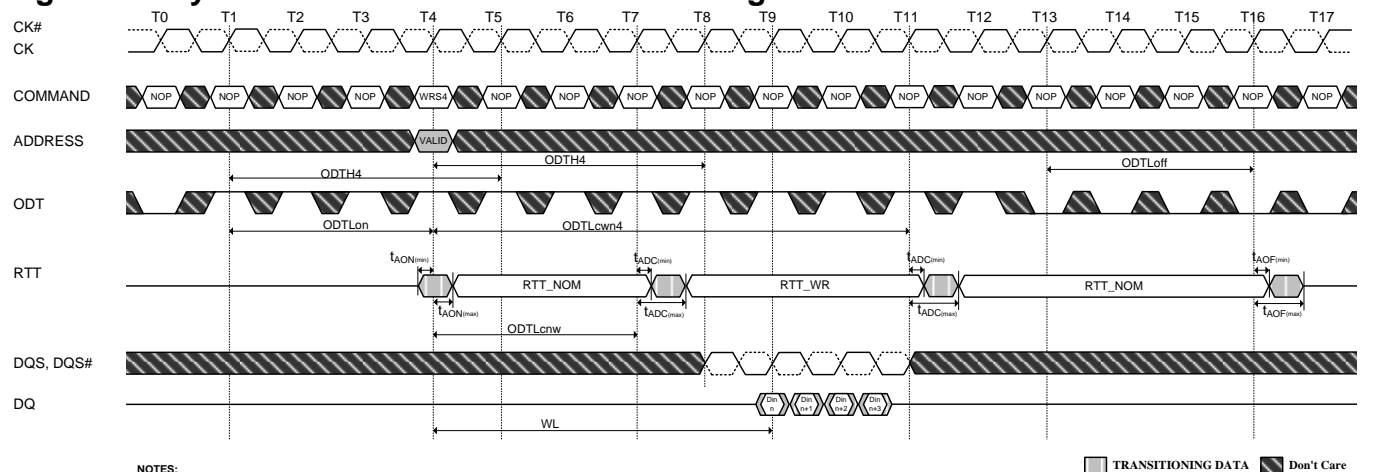 T0 T1 T2 T3 T4 T5 T6 T7 T8 T9 T10 T11 T12 T13 T14 T15 T16 T17
CK#
CK
COMMAND NOP NOP NOP NOP WRS4 NOP NOP NOP NOP NOP NOP NOP NOP NOP NOP NOP NOP NOP
ADDRESS VALID
ODTH4 ODTLoff
ODTH4
ODT
ODTLon ODTLcwn4
tAON(min) tADC(min) tADC(min) tAOF(min)
RTT RTT_NOM RTT_WR RTT_NOM
tAON(max) tADC(max) tADC(max) tAOF(max)
ODTLcnw
DQS, DQS#
DQ Din n Din n+1 Din n+2 Din n+3
WL
NOTES: TRANSITIONING DATA Don't Care